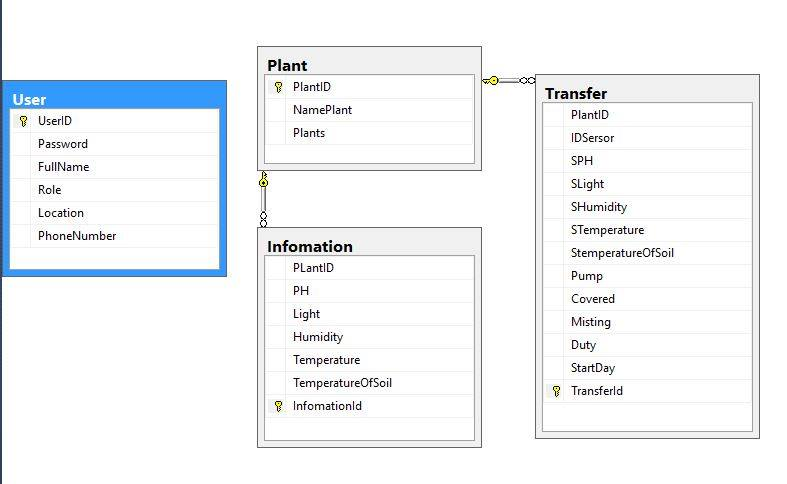 User
UserID
Password
FullName
Role
Location
PhoneNumber
Plant
PlantID
NamePlant
Plants
Infomation
PLantID
PH
Light
Humidity
Temperature
TemperatureOfSoil
InfomationId
Transfer
PlantID
IDSersor
SPH
SLight
SHumidity
STemperature
StemperatureOfSoil
Pump
Covered
Misting
Duty
StartDay
TransferId